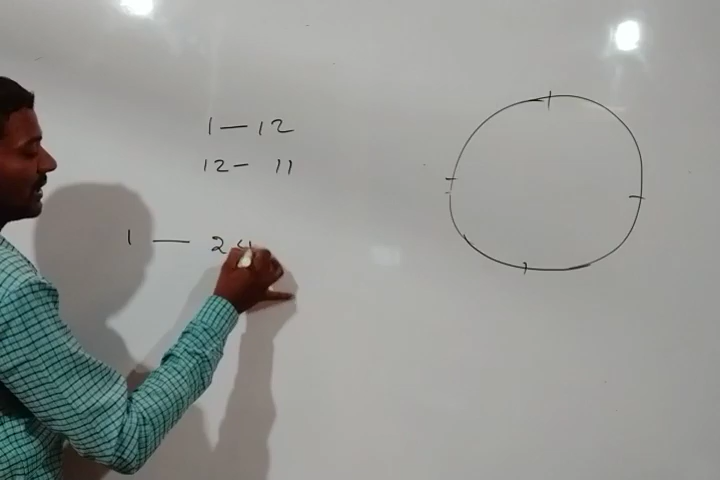 1 — 12
12 — 11
1 — 24